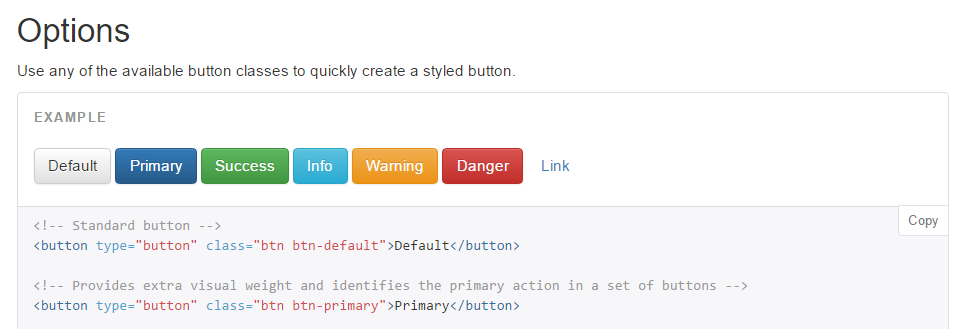 Options
Use any of the available button classes to quickly create a styled button.
EXAMPLE
Default Primary Success Info Warning Danger Link
Copy
<!-- Standard button -->
<button type="button" class="btn btn-default">Default</button>
<!-- Provides extra visual weight and identifies the primary action in a set of buttons -->
<button type="button" class="btn btn-primary">Primary</button>